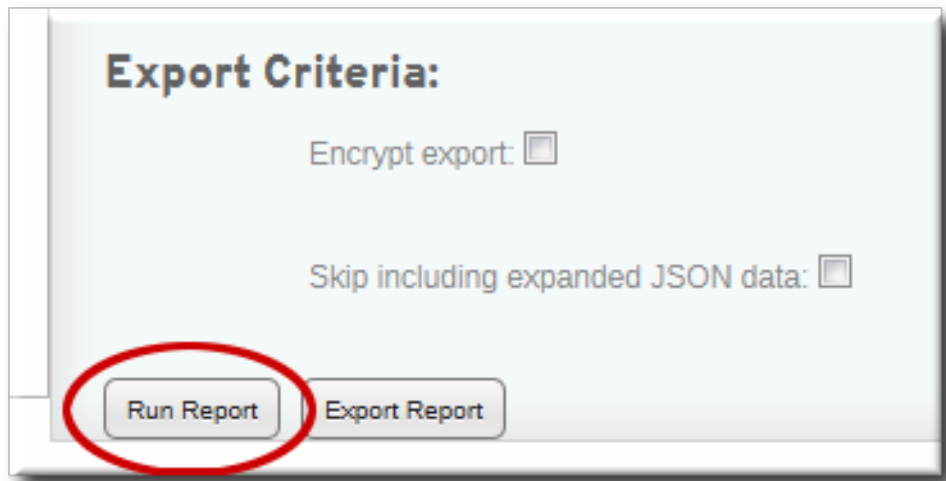 Export Criteria:
Encrypt export:
Skip including expanded JSON data:
Run Report Export Report